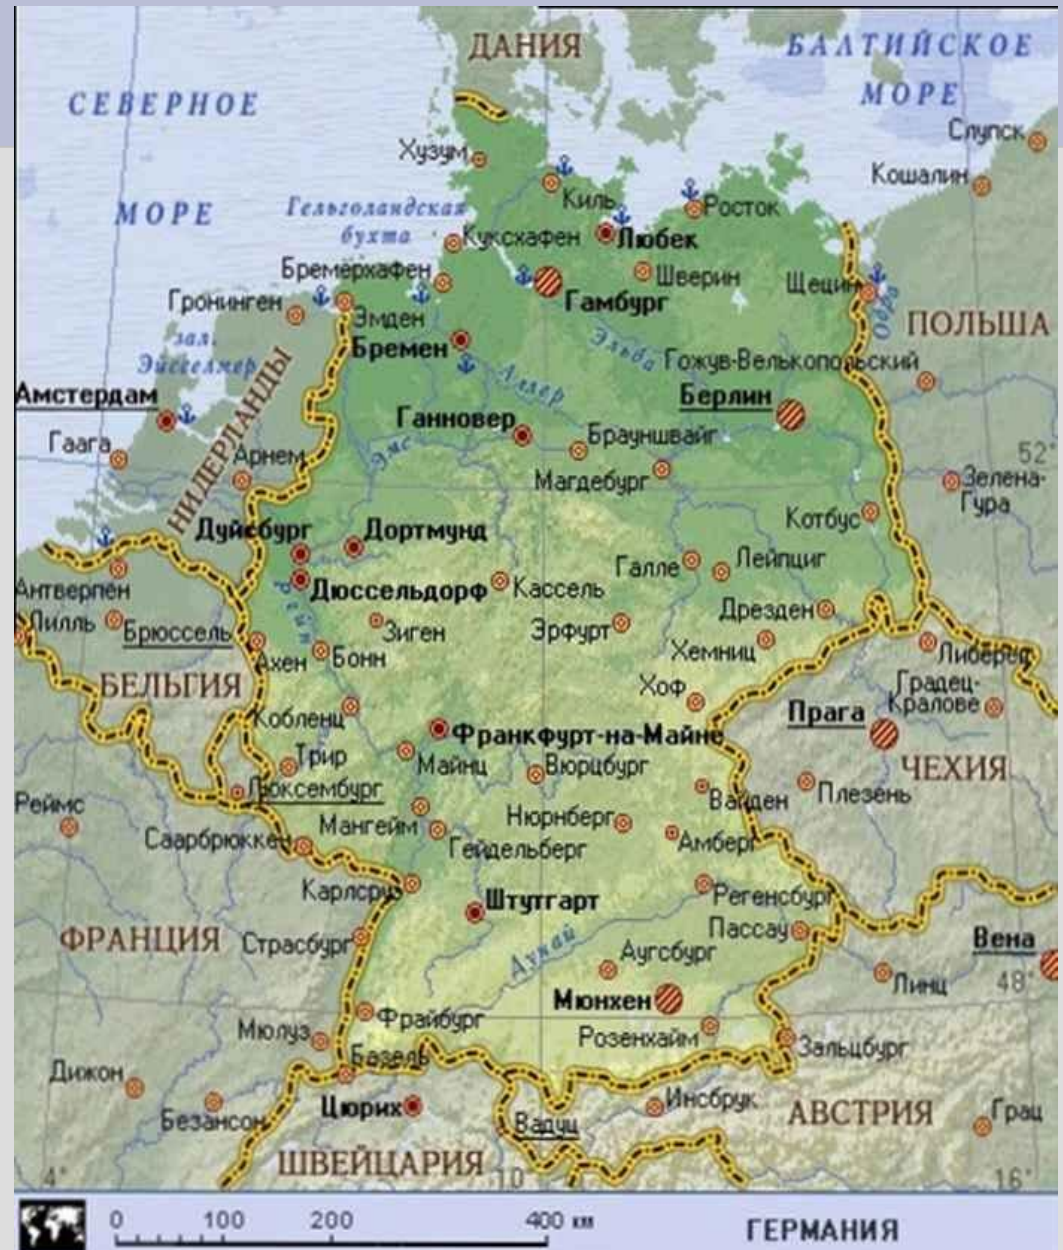 ДАНИЯ
БАЛТИЙСКОЕ
МОРЕ
СЕВЕРНОЕ
МОРЕ
Слупск
Хузум
Кошалин
Киль
Гельголандская
бухта
Росток
Куксхафен
Любек
Бремерхафен
Шверин
Щецин
Гронинген
Эмден
Гамбург
Одра
ПОЛЬША
зал.
Эйсселмер
Бремен
Эльба
Гожув-Велькопольский
НИДЕРЛАНДЫ
Аллер
Амстердам
Берлин
Ганновер
Гаага
Брауншвайг
Эмс
52°
Арнем
Магдебург
Зелена-
Гура
Котбус
Дуйсбург
Дортмунд
Галле
Лейпциг
Антверпен
Дюссельдорф
Кассель
Рейн
Лилль
Брюссель
Зиген
Эрфурт
Дрезден
Хемниц
Либерец
Ахен
Бонн
БЕЛЬГИЯ
Хоф
Градец-
Кралове
Кобленц
Прага
Франкфурт-на-Майне
Трир
Майнц
Вюрцбург
ЧЕХИЯ
Люксембург
Вайден
Плезень
Реймс
Мангейм
Нюрнберг
Саарбрюккен
Гейдельберг
Амберг
Карлсруэ
Штутгарт
Регенсбург
ФРАНЦИЯ
Страсбург
Пассау
Дунай
Аугсбург
Вена
Линц
48°
Мюнхен
Фрайбург
Мюлуз
Розенхайм
Зальцбург
Базель
Дижон
Безансон
Цюрих
Инсбрук
Вадуц
АВСТРИЯ
Грац
ШВЕЙЦАРИЯ
4°
10
16°
0 100 200 400 км
ГЕРМАНИЯ